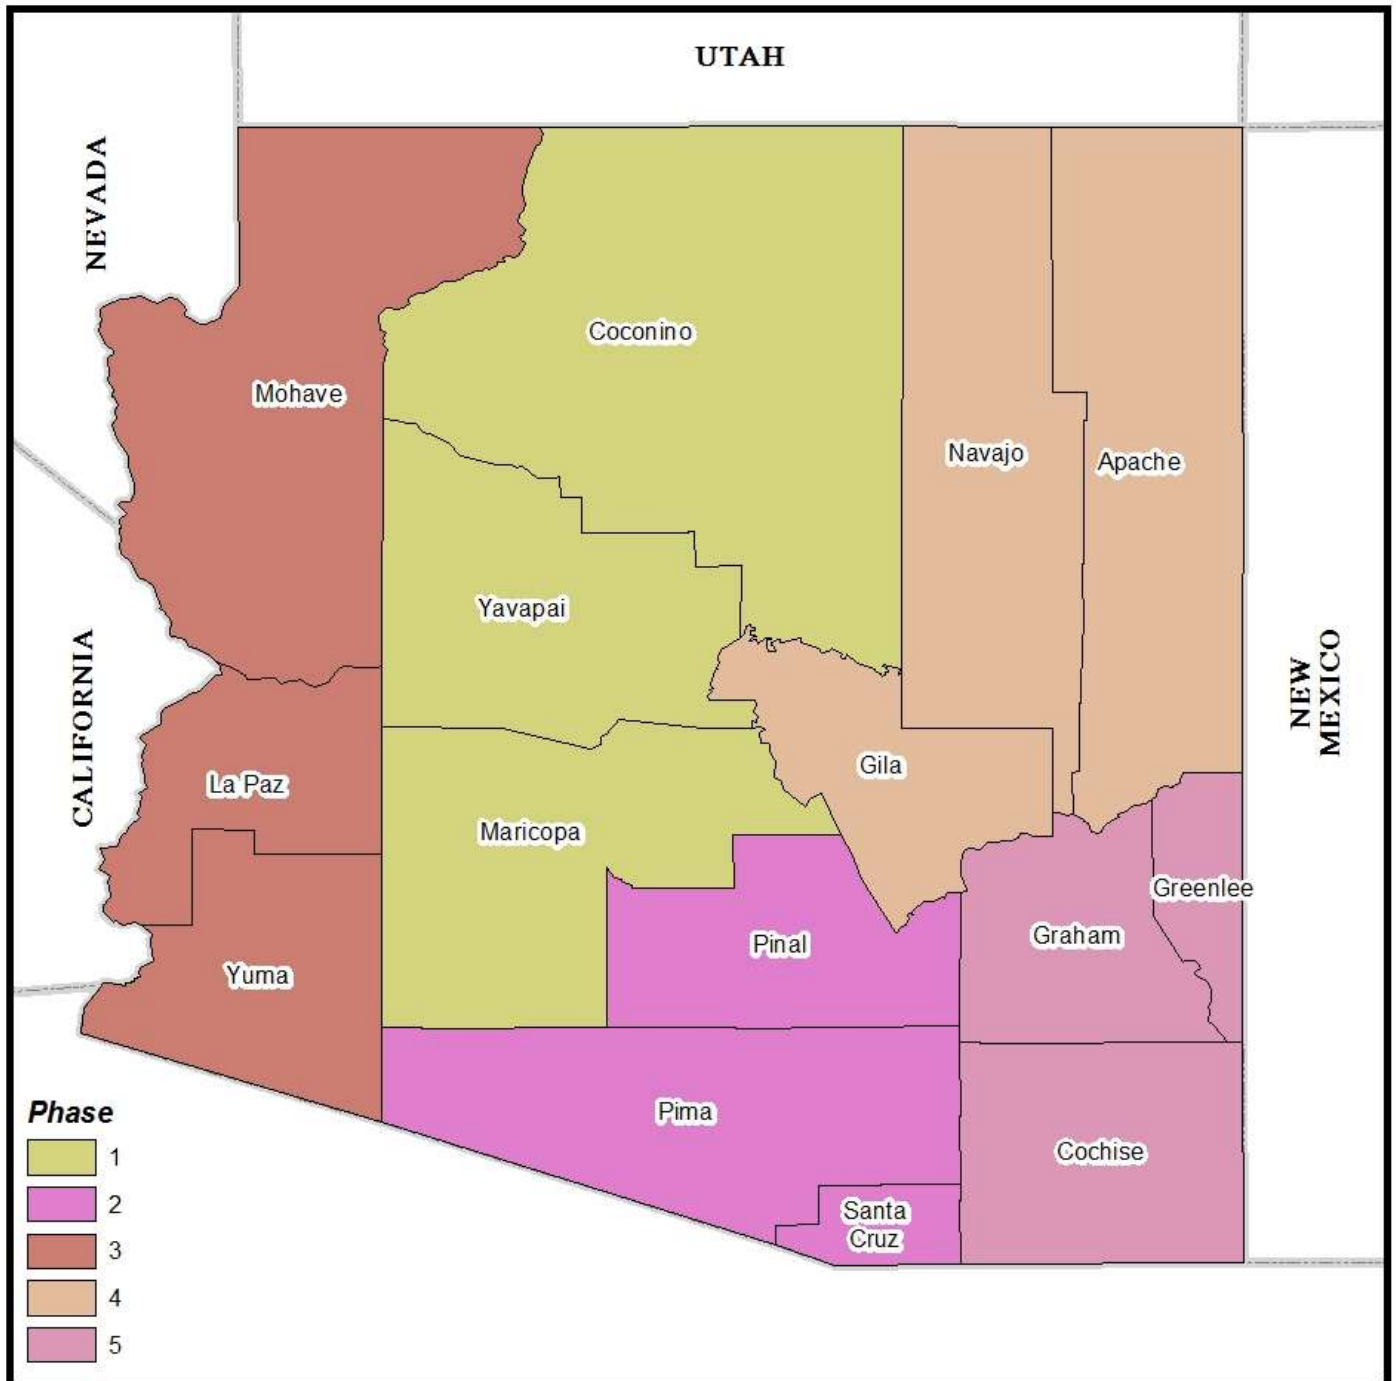 UTAH
NEVADA
Coconino
Mohave
Navajo
Apache
Yavapai
CALIFORNIA
NEW
MEXICO
Gila
La Paz
Maricopa
Greenlee
Graham
Pinal
Yuma
Pima
Cochise
Santa
Cruz
Phase
1
2
3
4
5